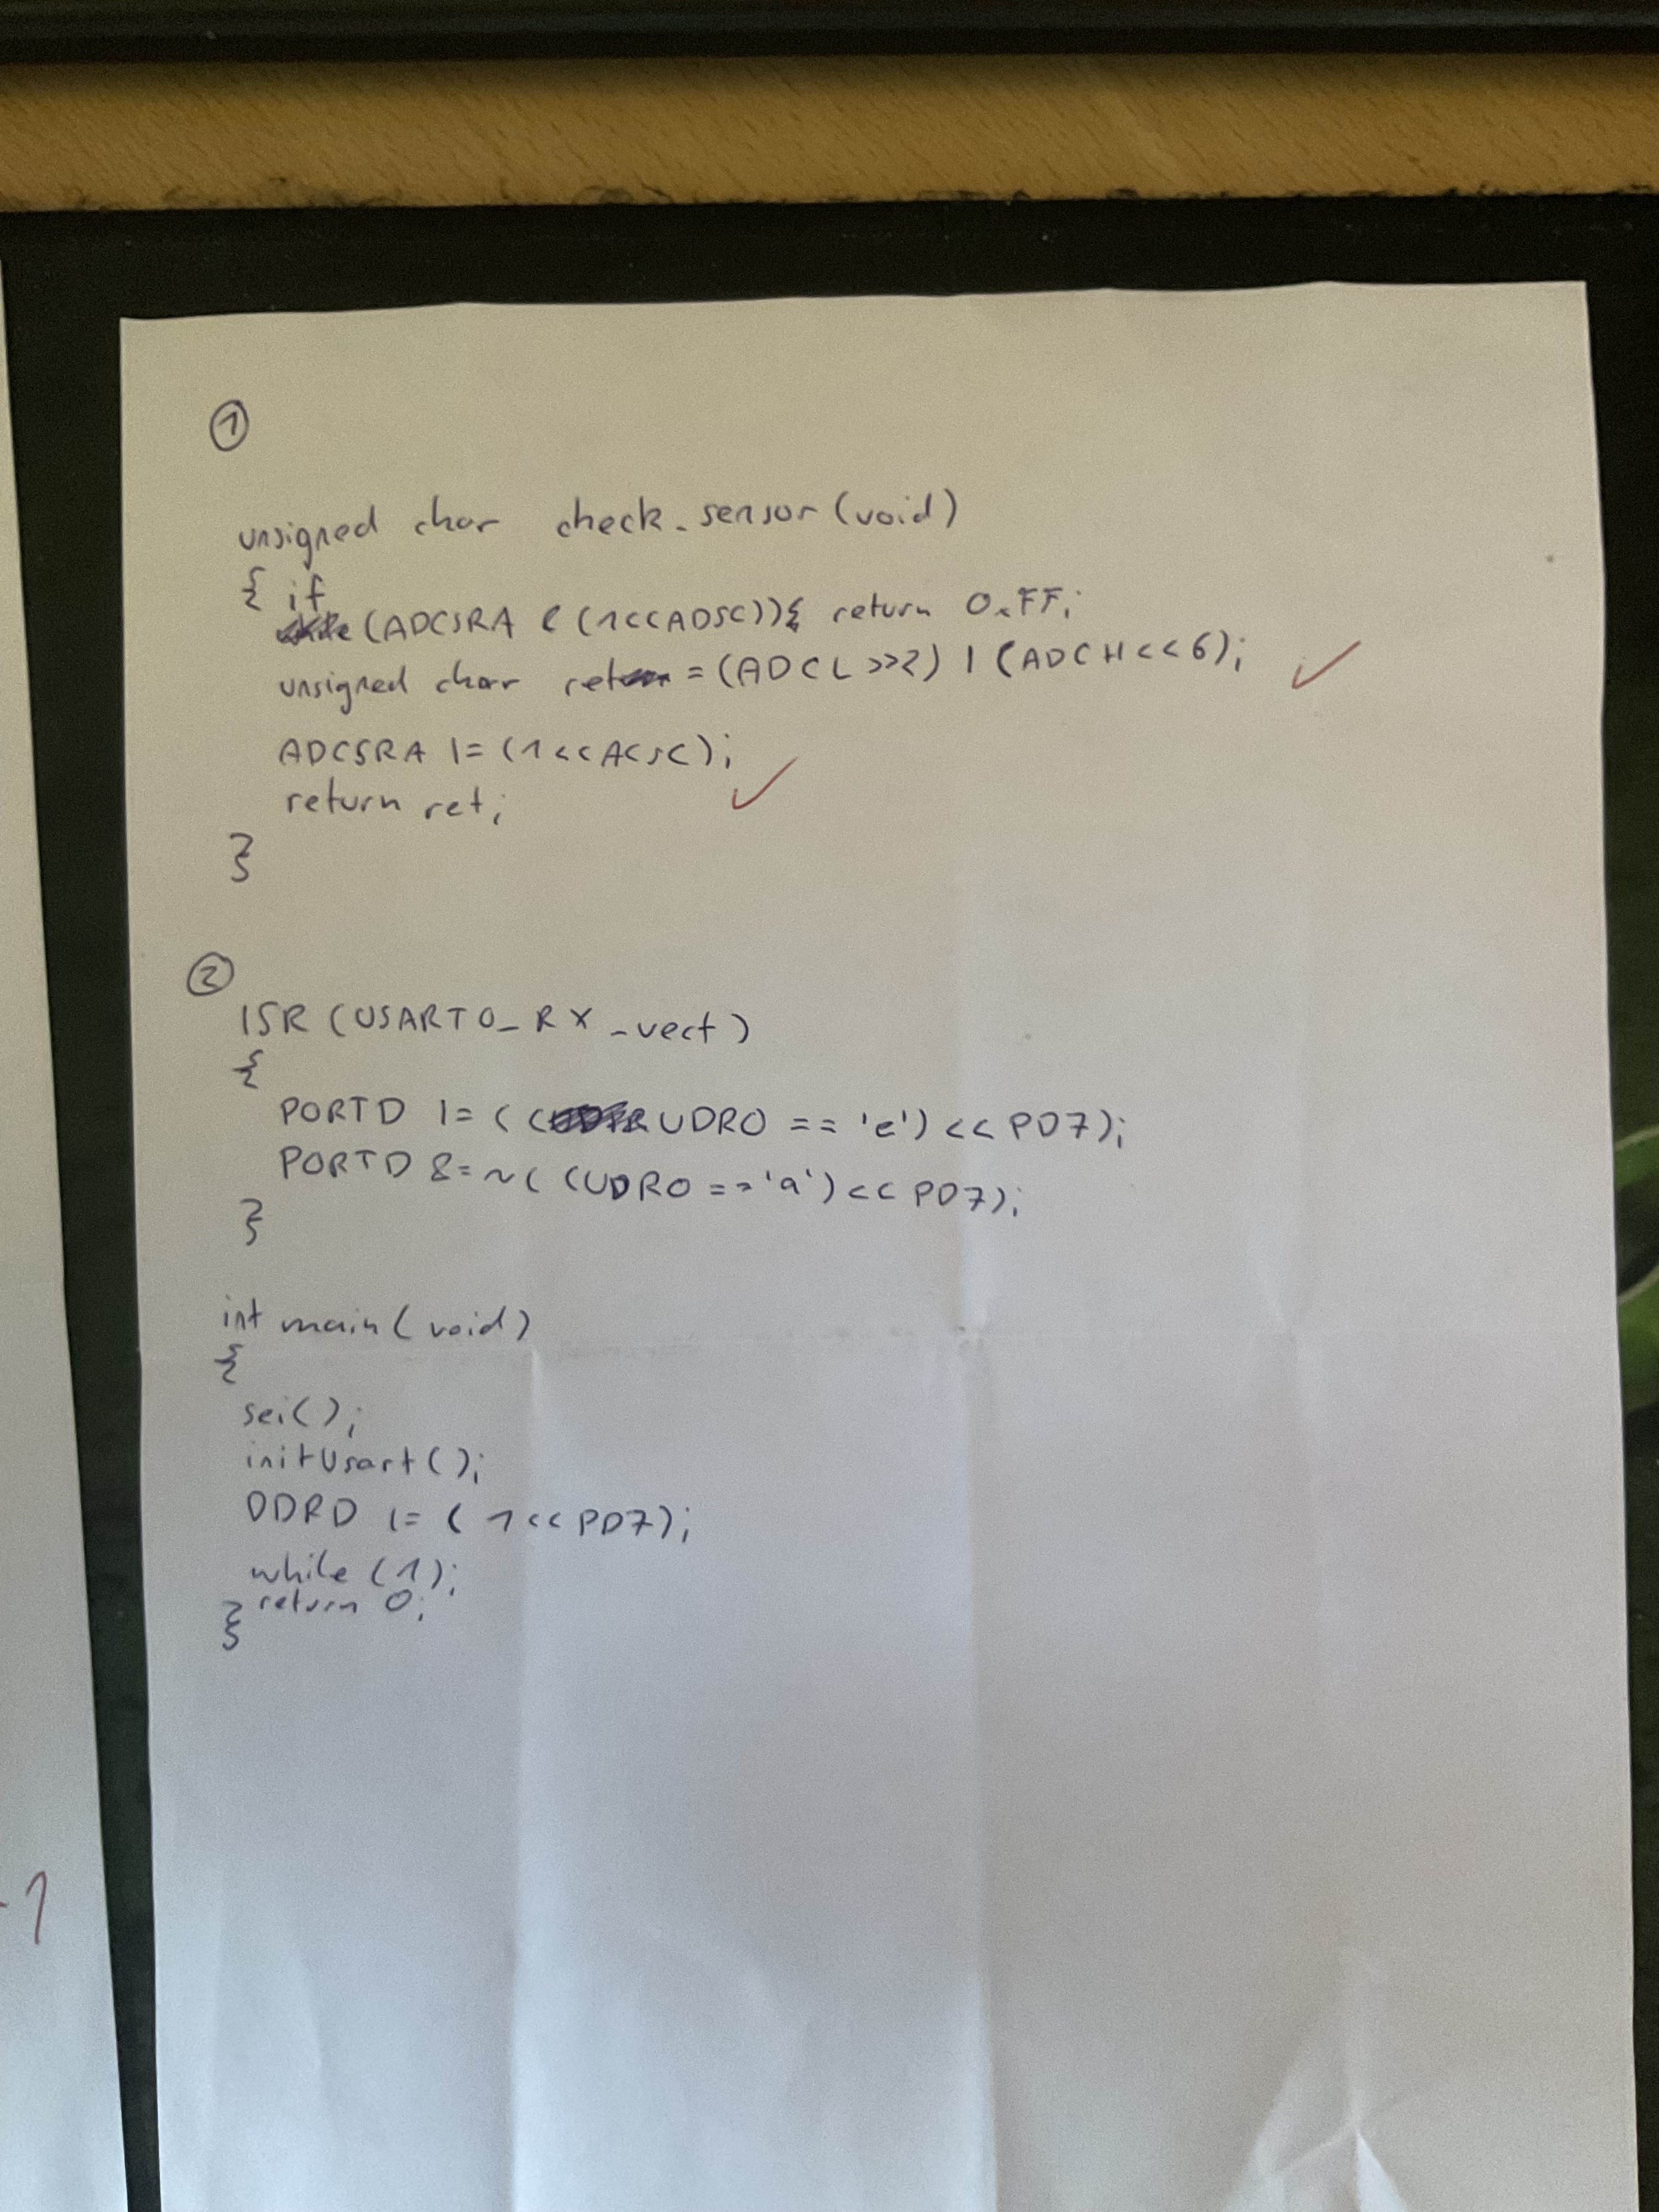 1
unsigned char check_sensor (void)
{ if
(ADCSRA & (1<<ADSC)){ return 0xFF;
unsigned char ret = (ADCL >>2) | (ADCH<<6);
ADCSRA |= (1<<ACSC);
return ret;
}
2
ISR (USART0_RX_vect)
{
PORTD |= ((UDR0 == 'e') << PD7);
PORTD &= ~((UDR0 == 'a') << PD7);
}
int main (void)
{
sei();
initUsart();
DDRD |= (1<<PD7);
while (1);
return 0;
}
-1